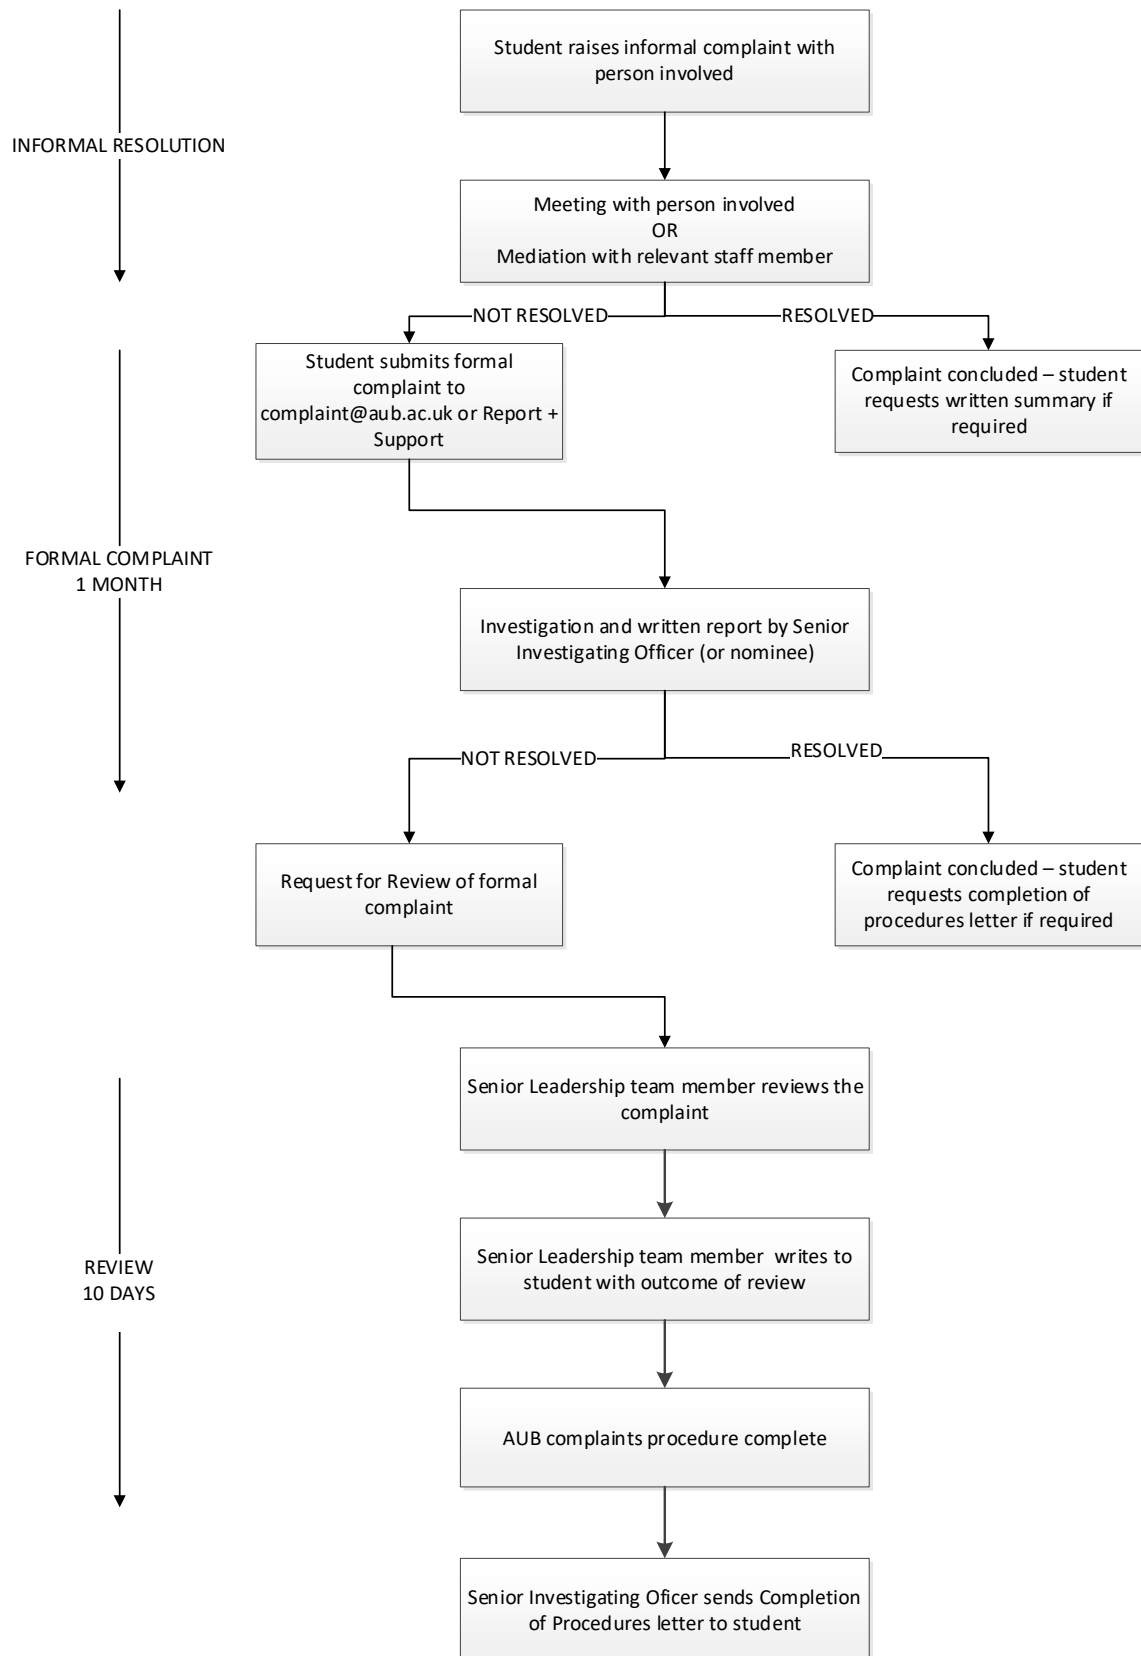 Student raises informal complaint with
person involved
INFORMAL RESOLUTION
Meeting with person involved
OR
Mediation with relevant staff member
NOT RESOLVED
RESOLVED
Student submits formal
complaint to
complaint@aub.ac.uk or Report +
Support
Complaint concluded – student
requests written summary if
required
FORMAL COMPLAINT
1 MONTH
Investigation and written report by Senior
Investigating Officer (or nominee)
NOT RESOLVED
RESOLVED
Request for Review of formal
complaint
Complaint concluded – student
requests completion of
procedures letter if required
Senior Leadership team member reviews the
complaint
Senior Leadership team member  writes to
student with outcome of review
REVIEW
10 DAYS
AUB complaints procedure complete
Senior Investigating Oficer sends Completion
of Procedures letter to student